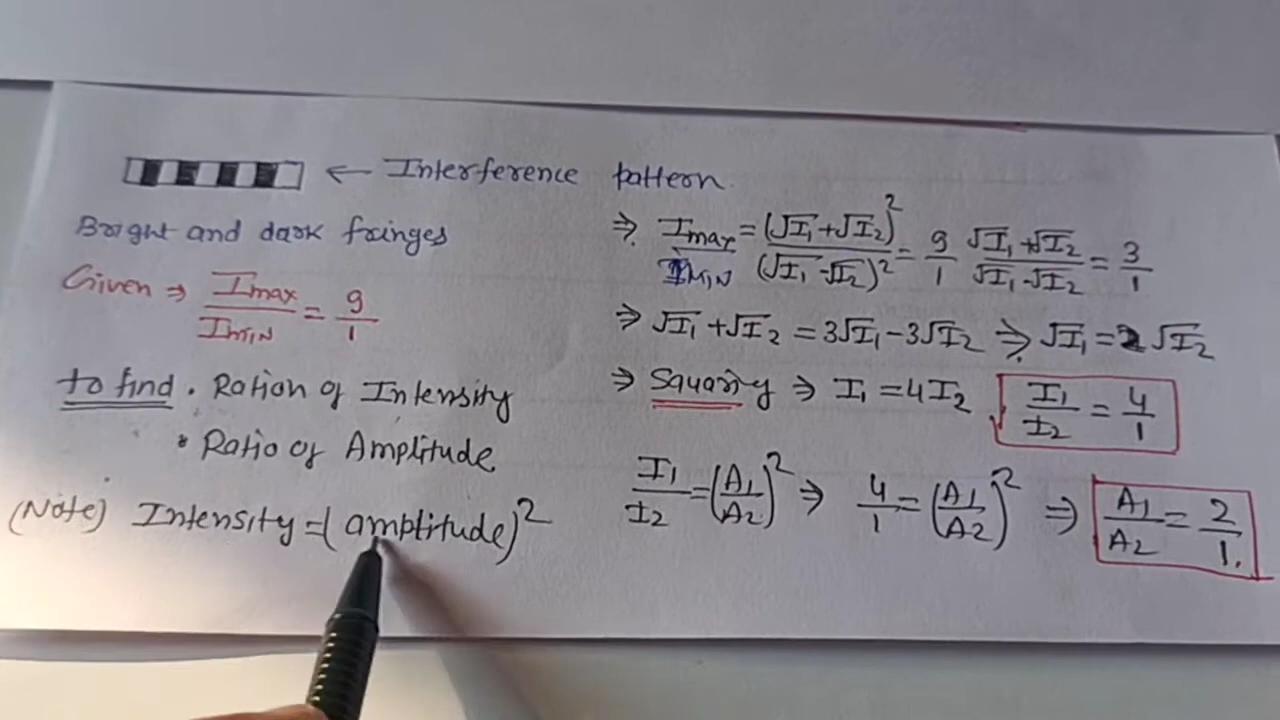 ← Interference pattern
Bright and dark fringes
Given ⇒ Imax/IMIN = 9/1
to find . Ration of Intensity
• Ratio of Amplitude
(Note) Intensity = (amplitude)²
⇒ Imax/IMIN = (√I₁+√I₂)²/(√I₁-√I₂)² = 9/1 √I₁+√I₂/√I₁-√I₂ = 3/1
⇒ √I₁+√I₂ = 3√I₁-3√I₂ ⇒ √I₁ = 2√I₂
⇒ Squaring ⇒ I₁ = 4I₂ I₁/I₂ = 4/1
I₁/I₂ = (A₁/A₂)² ⇒ 4/1 = (A₁/A₂)² ⇒ A₁/A₂ = 2/1.